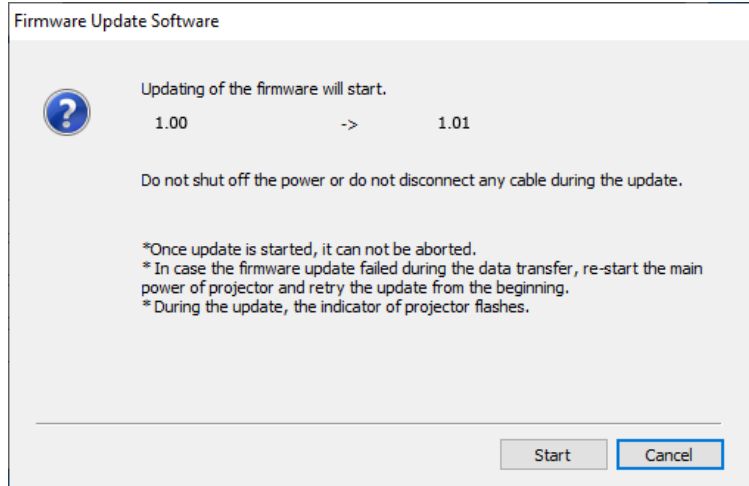 Firmware Update Software
Updating of the firmware will start.
1.00 -> 1.01
Do not shut off the power or do not disconnect any cable during the update.
*Once update is started, it can not be aborted.
* In case the firmware update failed during the data transfer, re-start the main
power of projector and retry the update from the beginning.
* During the update, the indicator of projector flashes.
Start Cancel